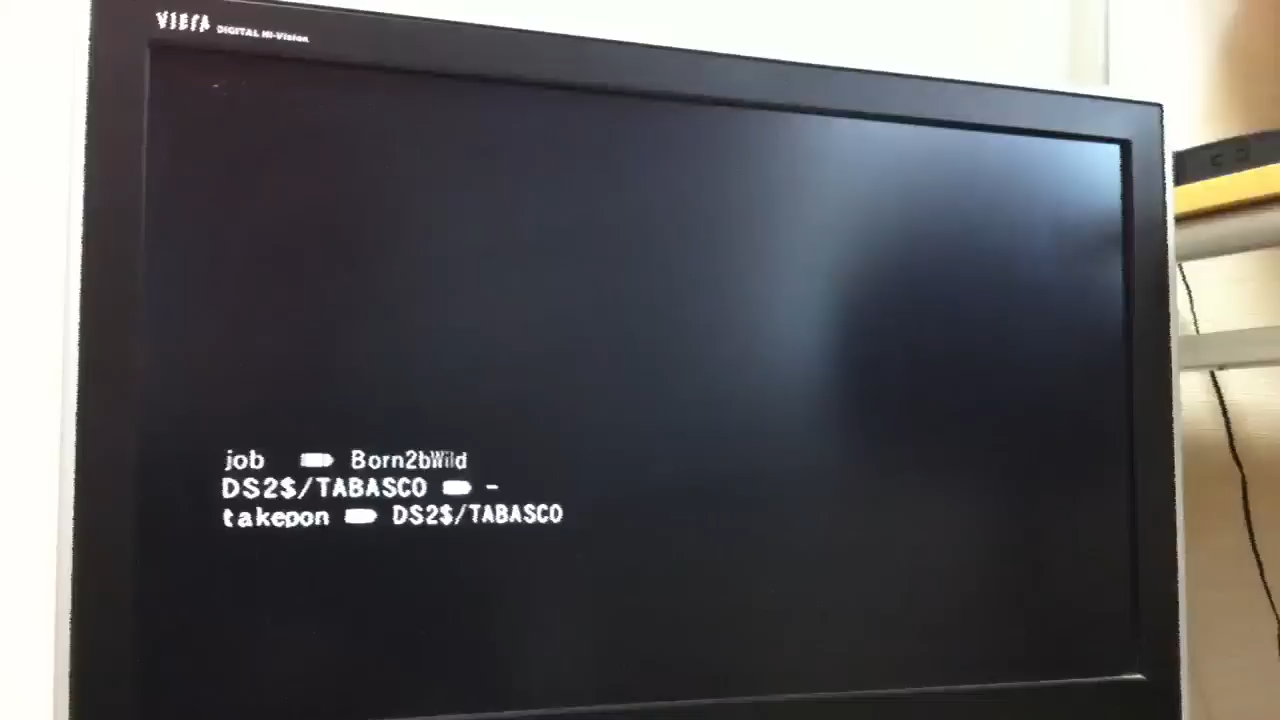 VIErA DIGITAL Hi-Vision
job Born2bWild
DS2$/TABASCO -
takepon DS2$/TABASCO